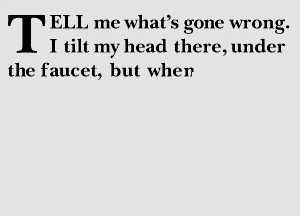 TELL me what's gone wrong.
I tilt my head there, under
the faucet, but when